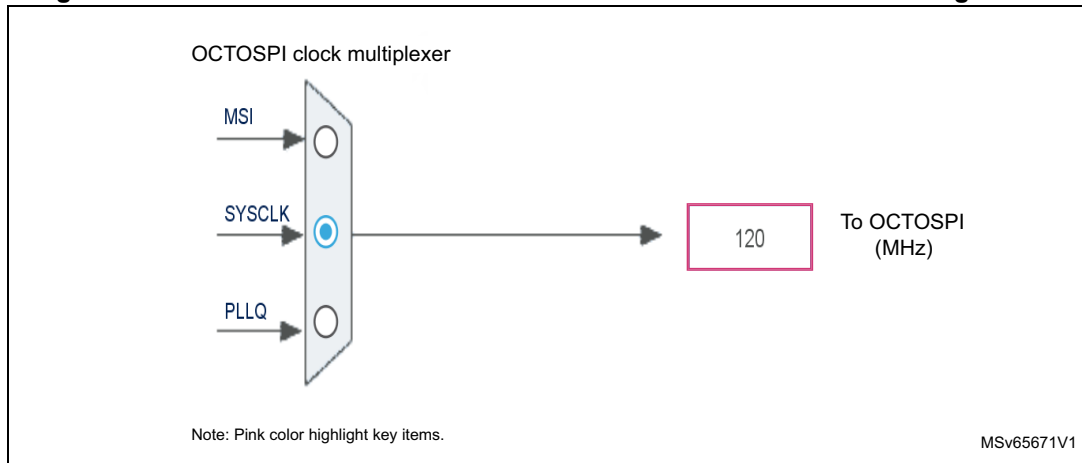 OCTOSPI clock multiplexer
MSI
SYSCLK
PLLQ
120
To OCTOSPI
(MHz)
Note: Pink color highlight key items.
MSv65671V1